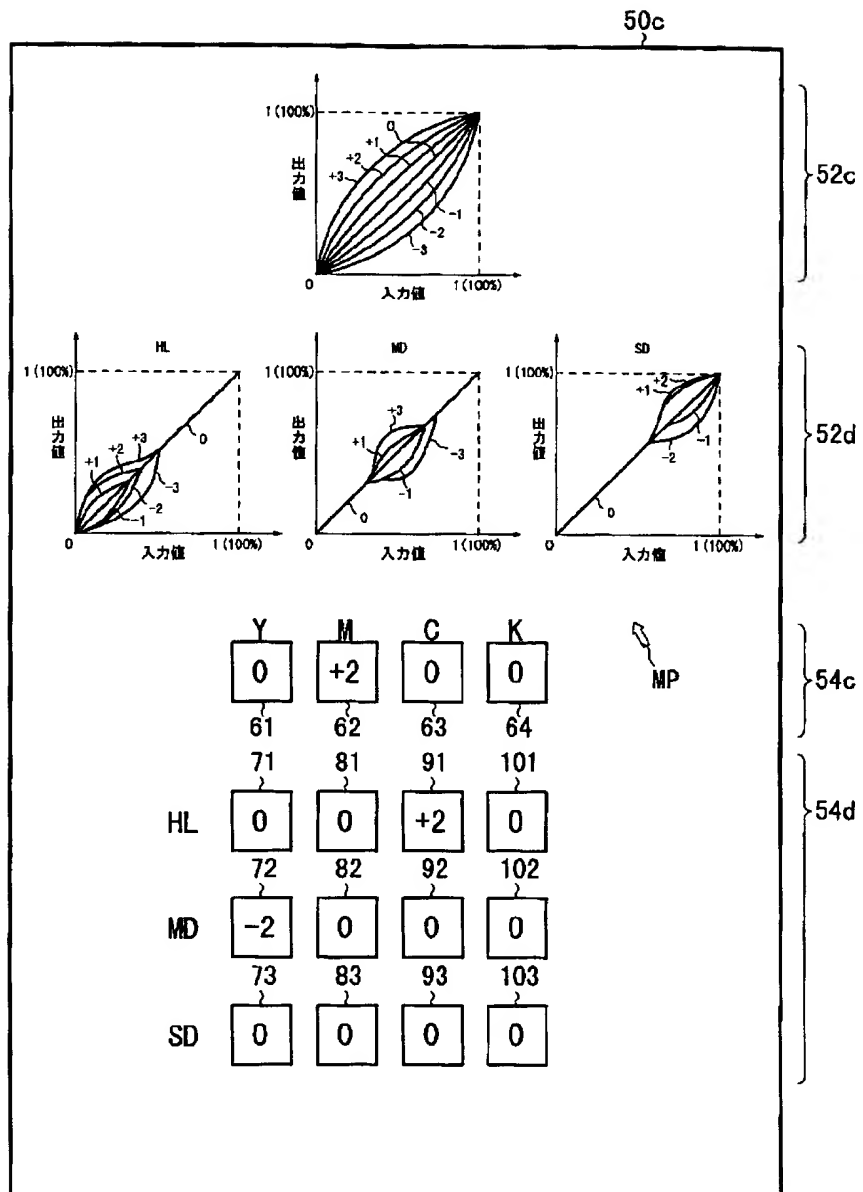 50c
1(100%)
0
+1
+2
+3
出力値
-1
-2
-3
0
1(100%)
入力値
52c
HL
1(100%)
出力値
+1
+2
+3
0
-1
-2
-3
0
1(100%)
入力値
MD
1(100%)
出力値
+3
+1
-3
-1
0
0
1(100%)
入力値
SD
1(100%)
出力値
+2
+1
-1
-2
0
0
1(100%)
入力値
52d
Y M C K
0 +2 0 0
61 62 63 64
MP
54c
71 81 91 101
HL 0 0 +2 0
54d
72 82 92 102
MD -2 0 0 0
73 83 93 103
SD 0 0 0 0